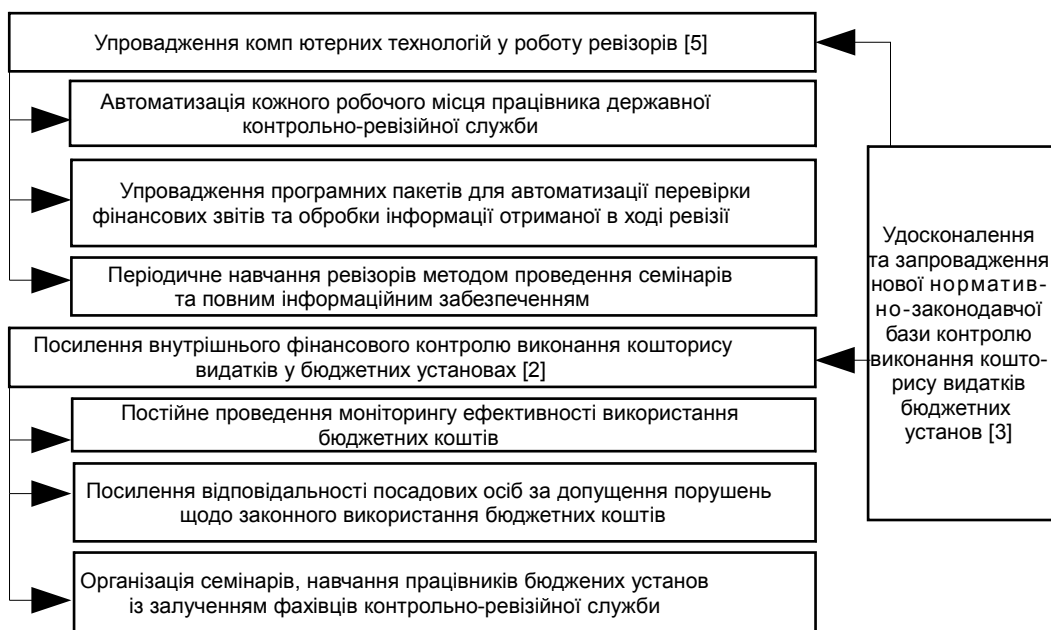 Упровадження комп ютерних технологій у роботу ревізорів [5]
Автоматизація кожного робочого місця працівника державної
контрольно-ревізійної служби
Упровадження програмних пакетів для автоматизації перевірки
фінансових звітів та обробки інформації отриманої в ході ревізії
Періодичне навчання ревізорів методом проведення семінарів
та повним інформаційним забезпеченням
Посилення внутрішнього фінансового контролю виконання кошторису
видатків у бюджетних установах [2]
Постійне проведення моніторингу ефективності використання
бюджетних коштів
Посилення відповідальності посадових осіб за допущення порушень
щодо законного використання бюджетних коштів
Організація семінарів, навчання працівників бюджених установ
із залученням фахівців контрольно-ревізійної служби
Удосконалення
та запровадження
нової норматив-
но-законодавчої
бази контролю
виконання кошто-
рису видатків
бюджетних
установ [3]